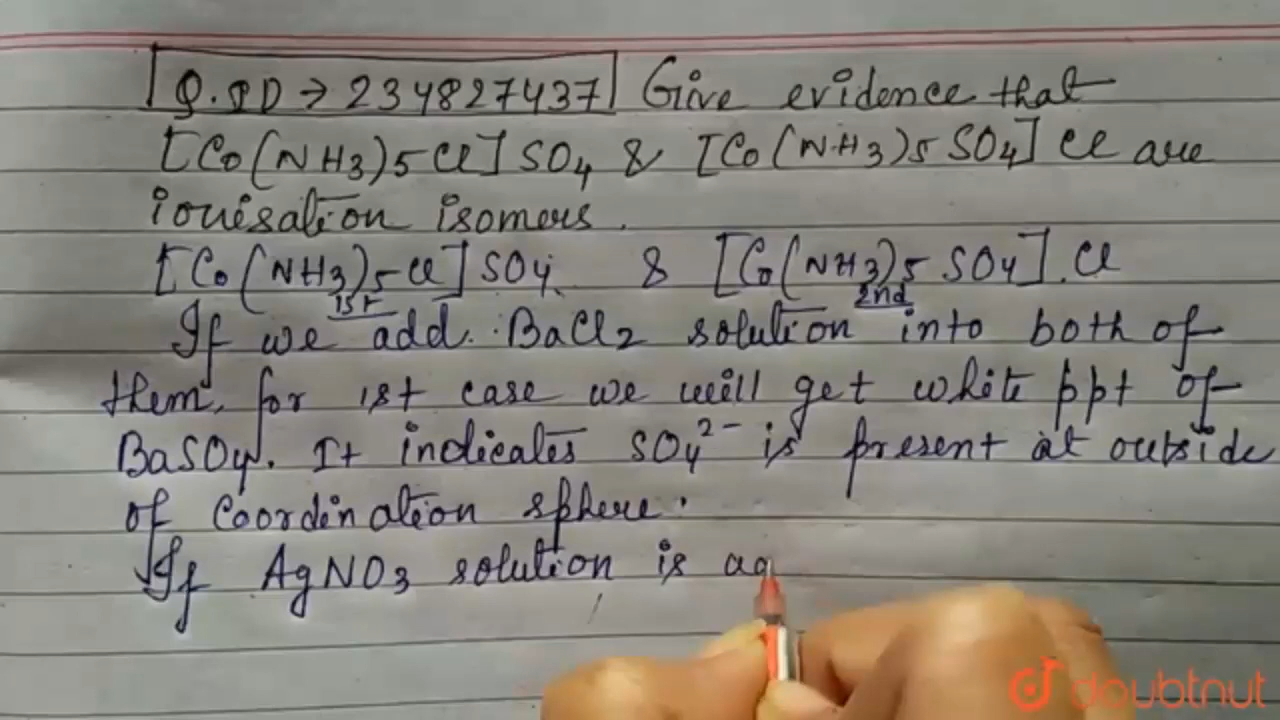 Q.ID → 234827437 Give evidence that
[Co(NH3)5Cl]SO4 & [Co(NH3)5SO4]Cl are
ionisation isomers.
[Co(NH3)5Cl]SO4 & [Co(NH3)5SO4].Cl
1st 2nd
If we add. BaCl2 solution into both of
them, for 1st case we will get white ppt of
BaSO4. It indicates SO4²⁻ is present at outside
of coordination sphere.
If AgNO3 solution is ad
doubtnut